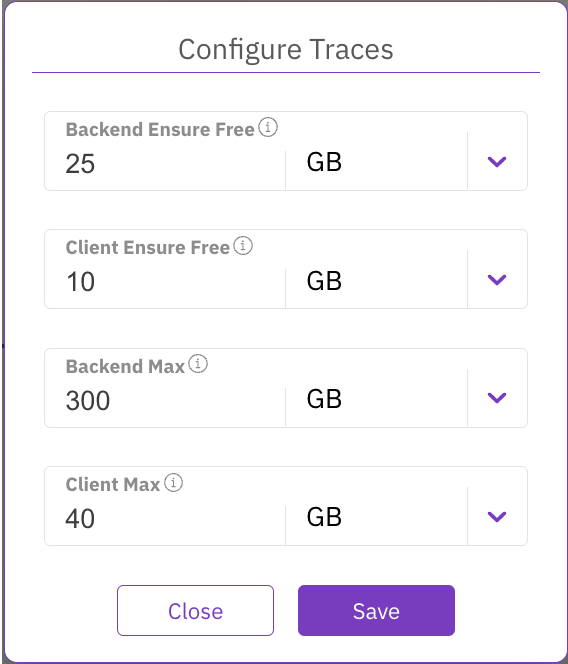 Configure Traces
Backend Ensure Free
25 GB
Client Ensure Free
10 GB
Backend Max
300 GB
Client Max
40 GB
Close Save